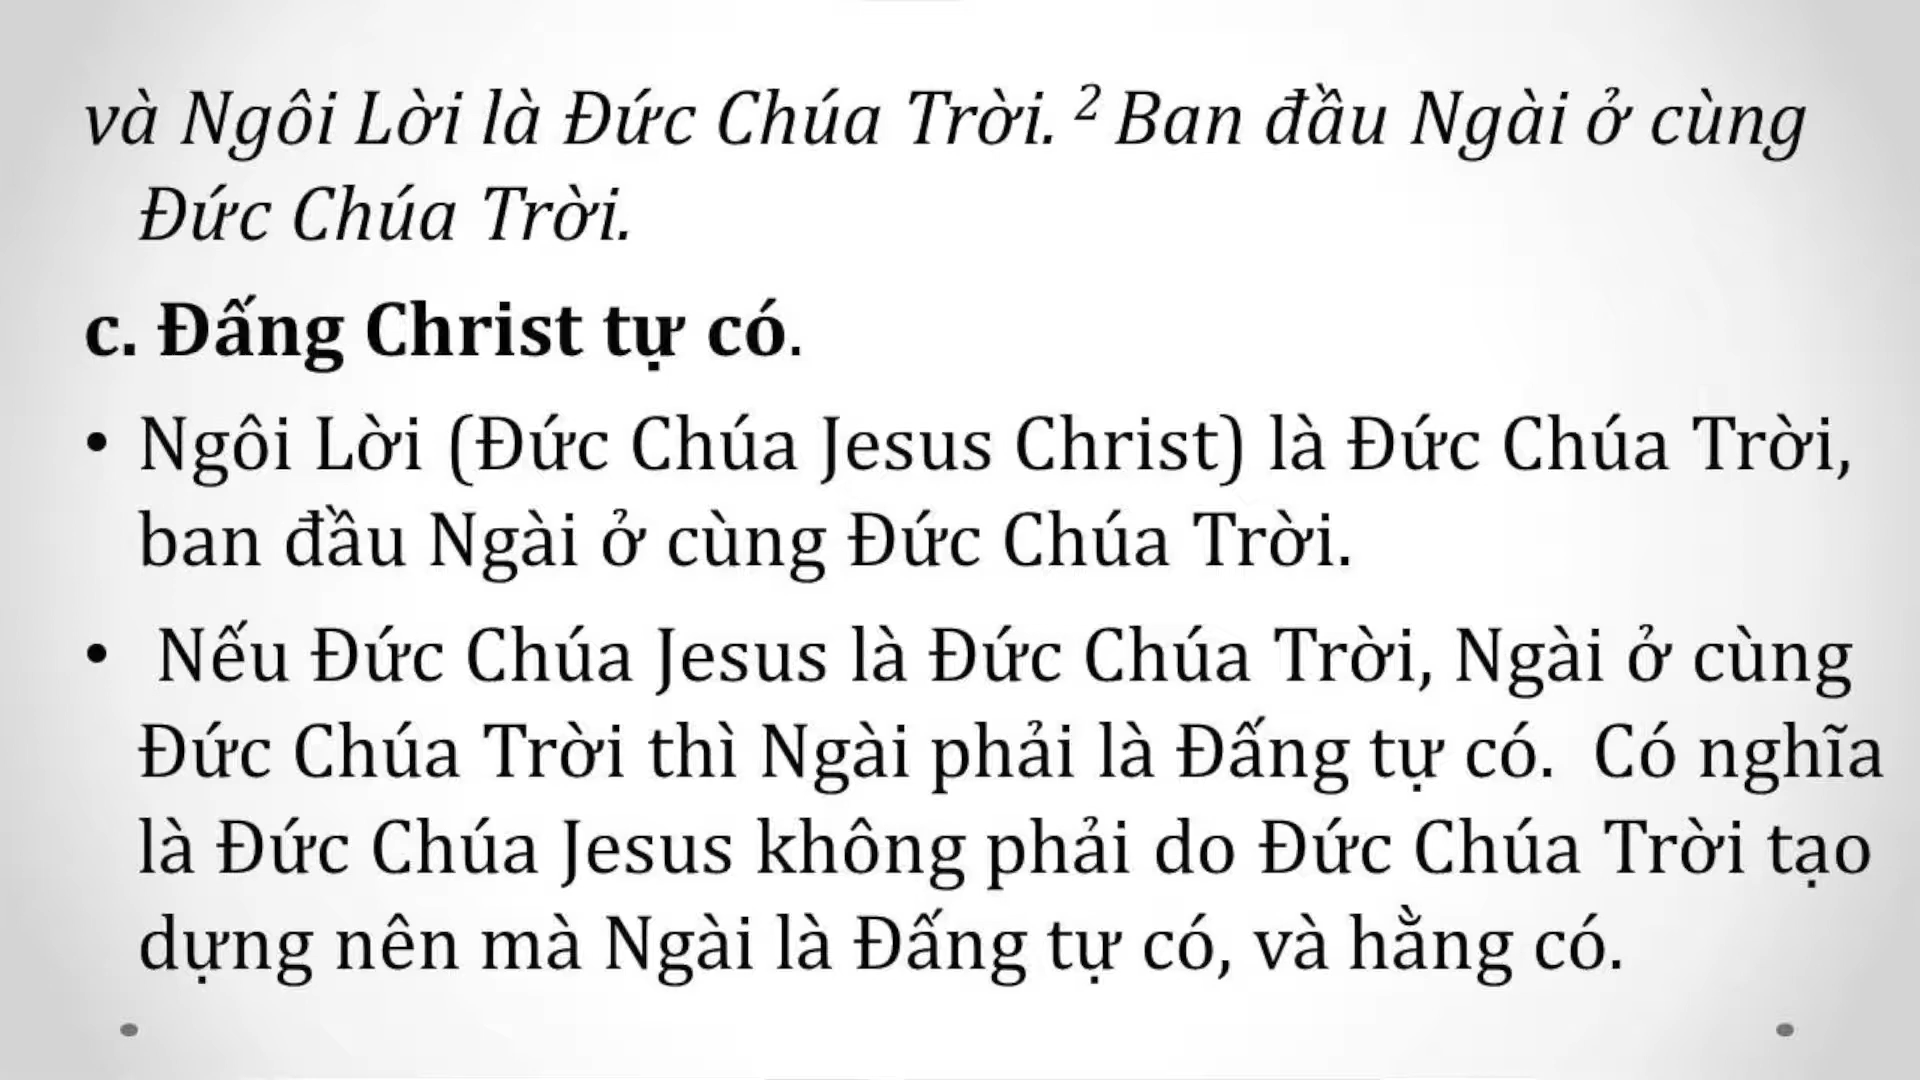 và Ngôi Lời là Đức Chúa Trời. ² Ban đầu Ngài ở cùng
Đức Chúa Trời.
c. Đấng Christ tự có.
• Ngôi Lời (Đức Chúa Jesus Christ) là Đức Chúa Trời,
ban đầu Ngài ở cùng Đức Chúa Trời.
• Nếu Đức Chúa Jesus là Đức Chúa Trời, Ngài ở cùng
Đức Chúa Trời thì Ngài phải là Đấng tự có. Có nghĩa
là Đức Chúa Jesus không phải do Đức Chúa Trời tạo
dựng nên mà Ngài là Đấng tự có, và hằng có.